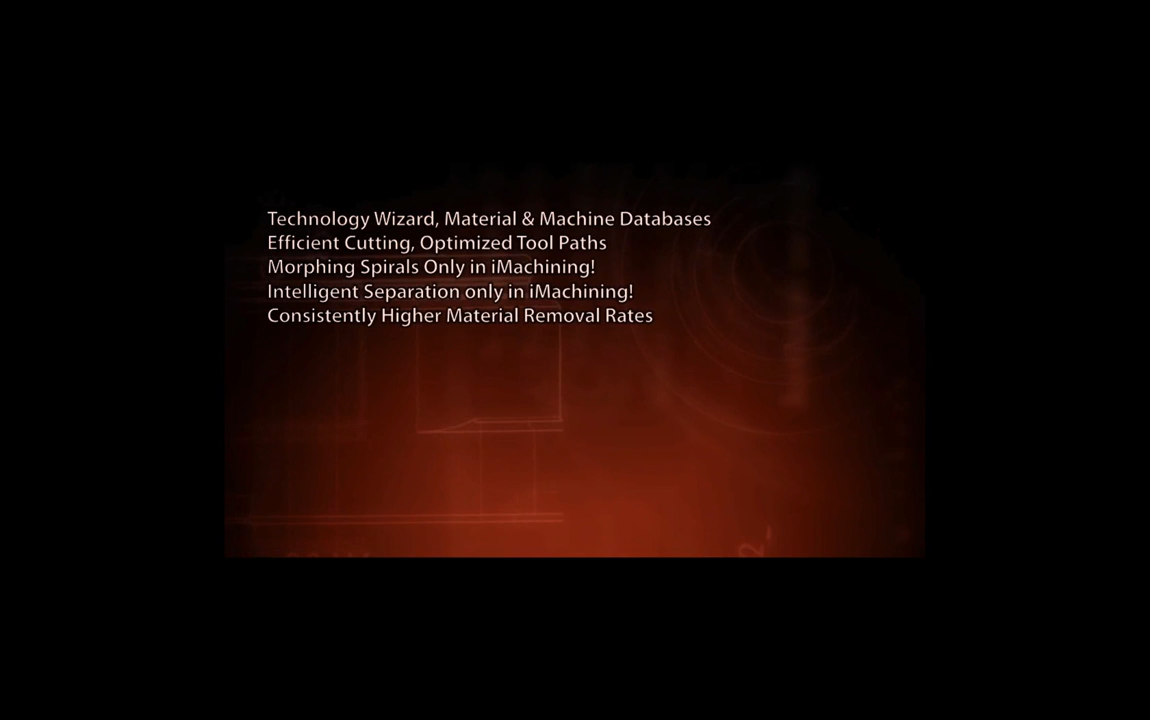 Technology Wizard, Material & Machine Databases
Efficient Cutting, Optimized Tool Paths
Morphing Spirals Only in iMachining!
Intelligent Separation only in iMachining!
Consistently Higher Material Removal Rates